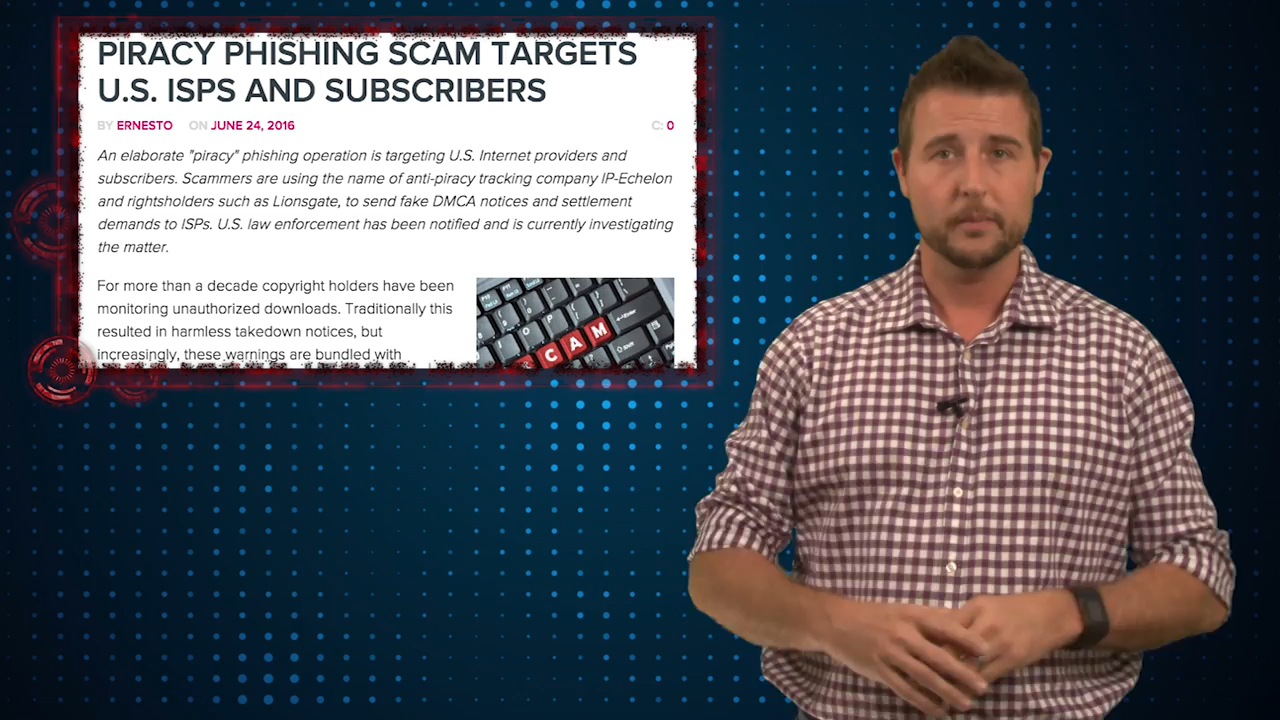 PIRACY PHISHING SCAM TARGETS
U.S. ISPS AND SUBSCRIBERS
BY ERNESTO ON JUNE 24, 2016 C: 0
An elaborate "piracy" phishing operation is targeting U.S. Internet providers and
subscribers. Scammers are using the name of anti-piracy tracking company IP-Echelon
and rightsholders such as Lionsgate, to send fake DMCA notices and settlement
demands to ISPs. U.S. law enforcement has been notified and is currently investigating
the matter.
For more than a decade copyright holders have been
monitoring unauthorized downloads. Traditionally this
resulted in harmless takedown notices, but
increasingly, these warnings are bundled with
SCAM